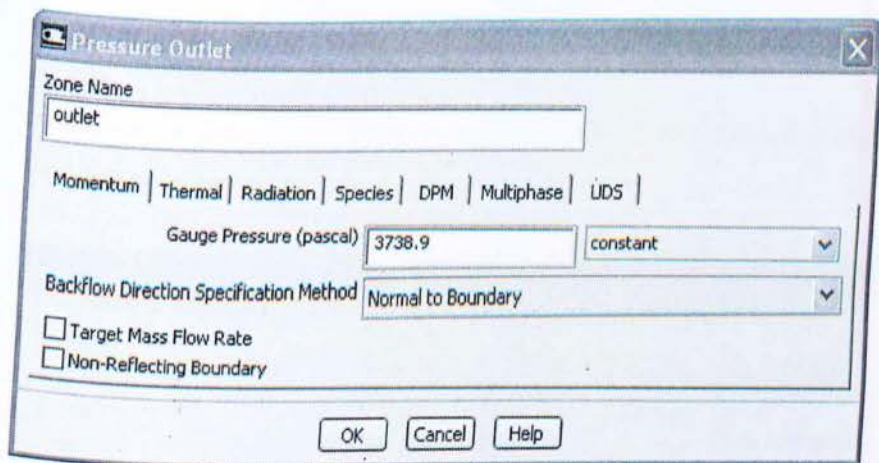 Pressure Outlet
Zone Name
outlet
Momentum Thermal Radiation Species DPM Multiphase UDS
Gauge Pressure (pascal) 3738.9 constant
Backflow Direction Specification Method Normal to Boundary
Target Mass Flow Rate
Non-Reflecting Boundary
OK Cancel Help